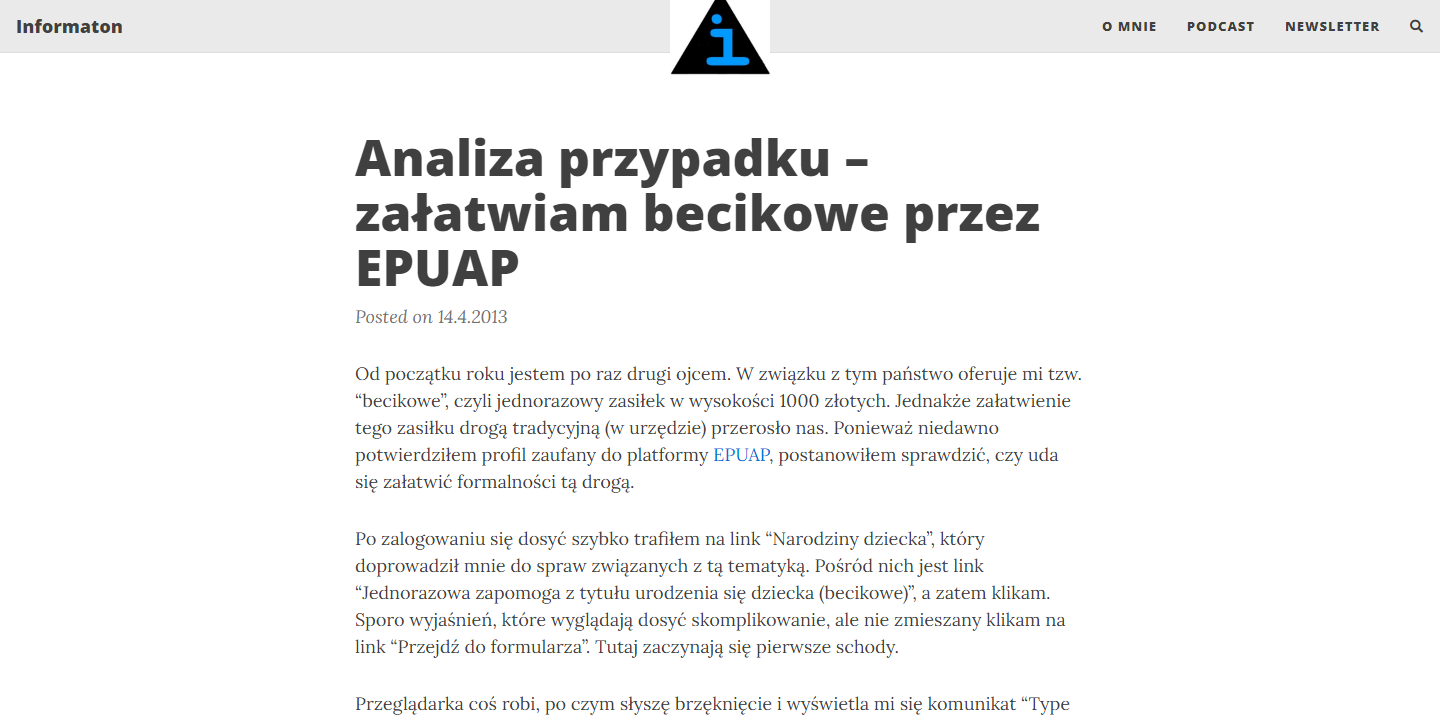 Informaton
i
O MNIE
PODCAST
NEWSLETTER
Analiza przypadku –
załatwiam becikowe przez
EPUAP
Posted on 14.4.2013
Od początku roku jestem po raz drugi ojcem. W związku z tym państwo oferuje mi tzw.
“becikowe”, czyli jednorazowy zasiłek w wysokości 1000 złotych. Jednakże załatwienie
tego zasiłku drogą tradycyjną (w urzędzie) przerosło nas. Ponieważ niedawno
potwierdziłem profil zaufany do platformy EPUAP, postanowiłem sprawdzić, czy uda
się załatwić formalności tą drogą.
Po zalogowaniu się dosyć szybko trafiłem na link “Narodziny dziecka”, który
doprowadził mnie do spraw związanych z tą tematyką. Pośród nich jest link
“Jednorazowa zapomoga z tytułu urodzenia się dziecka (becikowe)”, a zatem klikam.
Sporo wyjaśnień, które wyglądają dosyć skomplikowanie, ale nie zmieszany klikam na
link “Przejdź do formularza”. Tutaj zaczynają się pierwsze schody.
Przeglądarka coś robi, po czym słyszę brzęknięcie i wyświetla mi się komunikat “Type